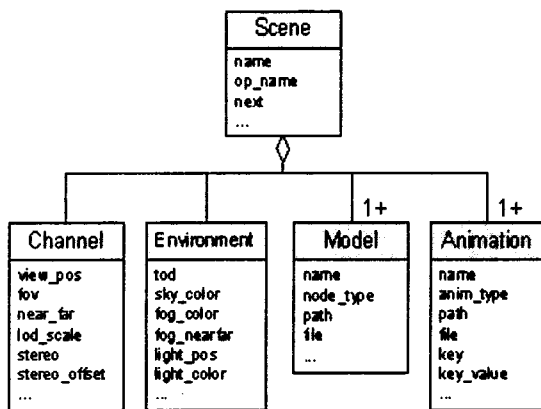 Scene
name
op_name
next
...
1+
1+
Channel
view_pos
fov
near_far
lod_scale
stereo
stereo_offset
...
Environment
tod
sky_color
fog_color
fog_nearfar
light_pos
light_color
...
Model
name
node_type
path
file
...
Animation
name
anim_type
path
file
key
key_value
...